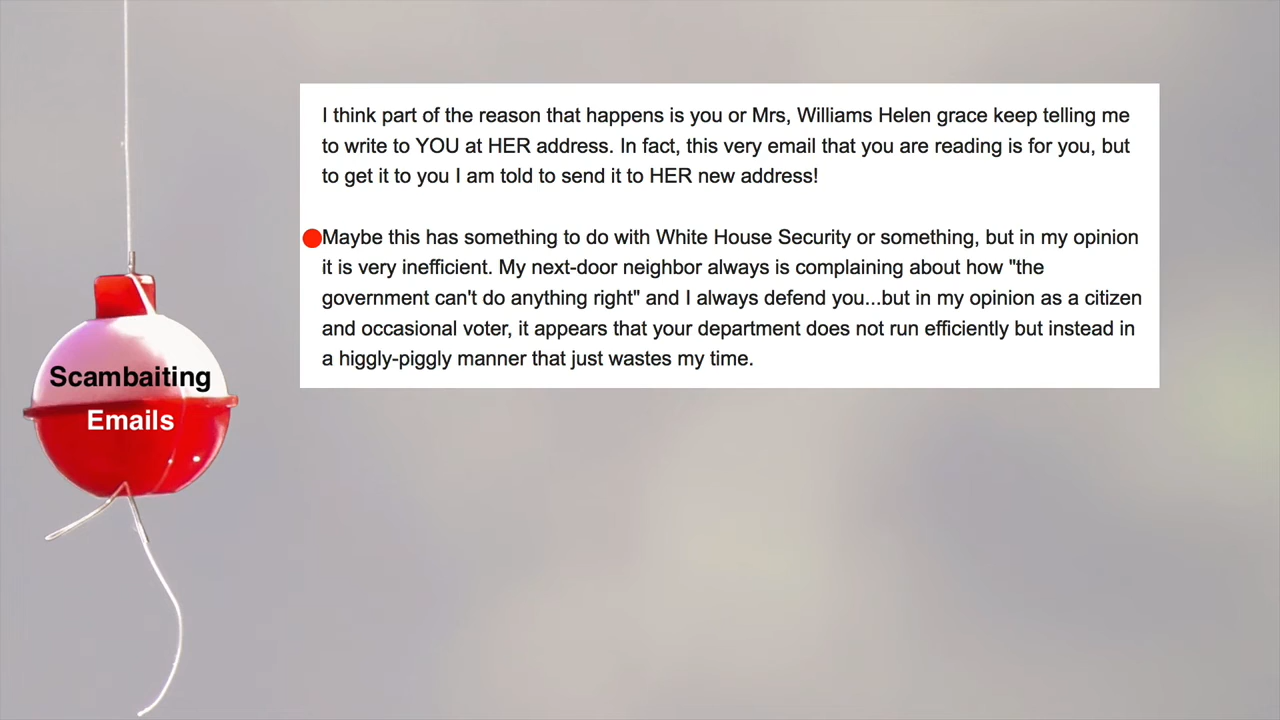 I think part of the reason that happens is you or Mrs, Williams Helen grace keep telling me
to write to YOU at HER address. In fact, this very email that you are reading is for you, but
to get it to you I am told to send it to HER new address!
Maybe this has something to do with White House Security or something, but in my opinion
it is very inefficient. My next-door neighbor always is complaining about how "the
government can't do anything right" and I always defend you...but in my opinion as a citizen
and occasional voter, it appears that your department does not run efficiently but instead in
a higgly-piggly manner that just wastes my time.
Scambaiting
Emails